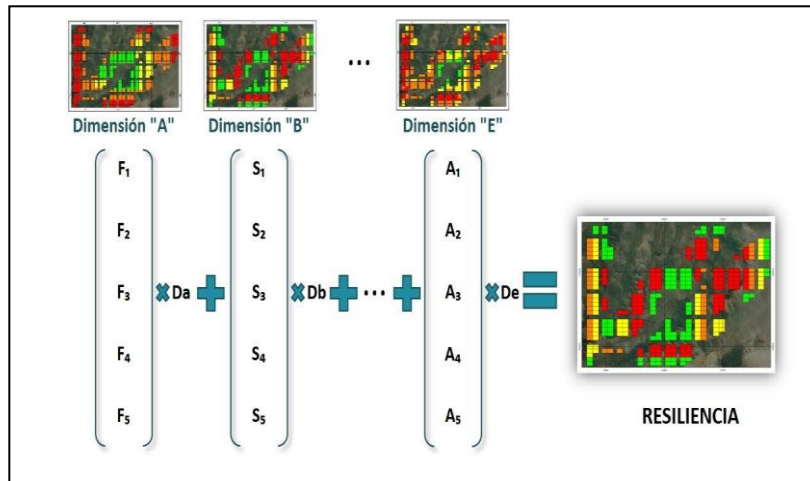 ...
Dimensión "A"
Dimensión "B"
Dimensión "E"
F1
F2
F3
F4
F5
Da
S1
S2
S3
S4
S5
Db
...
A1
A2
A3
A4
A5
De
RESILIENCIA